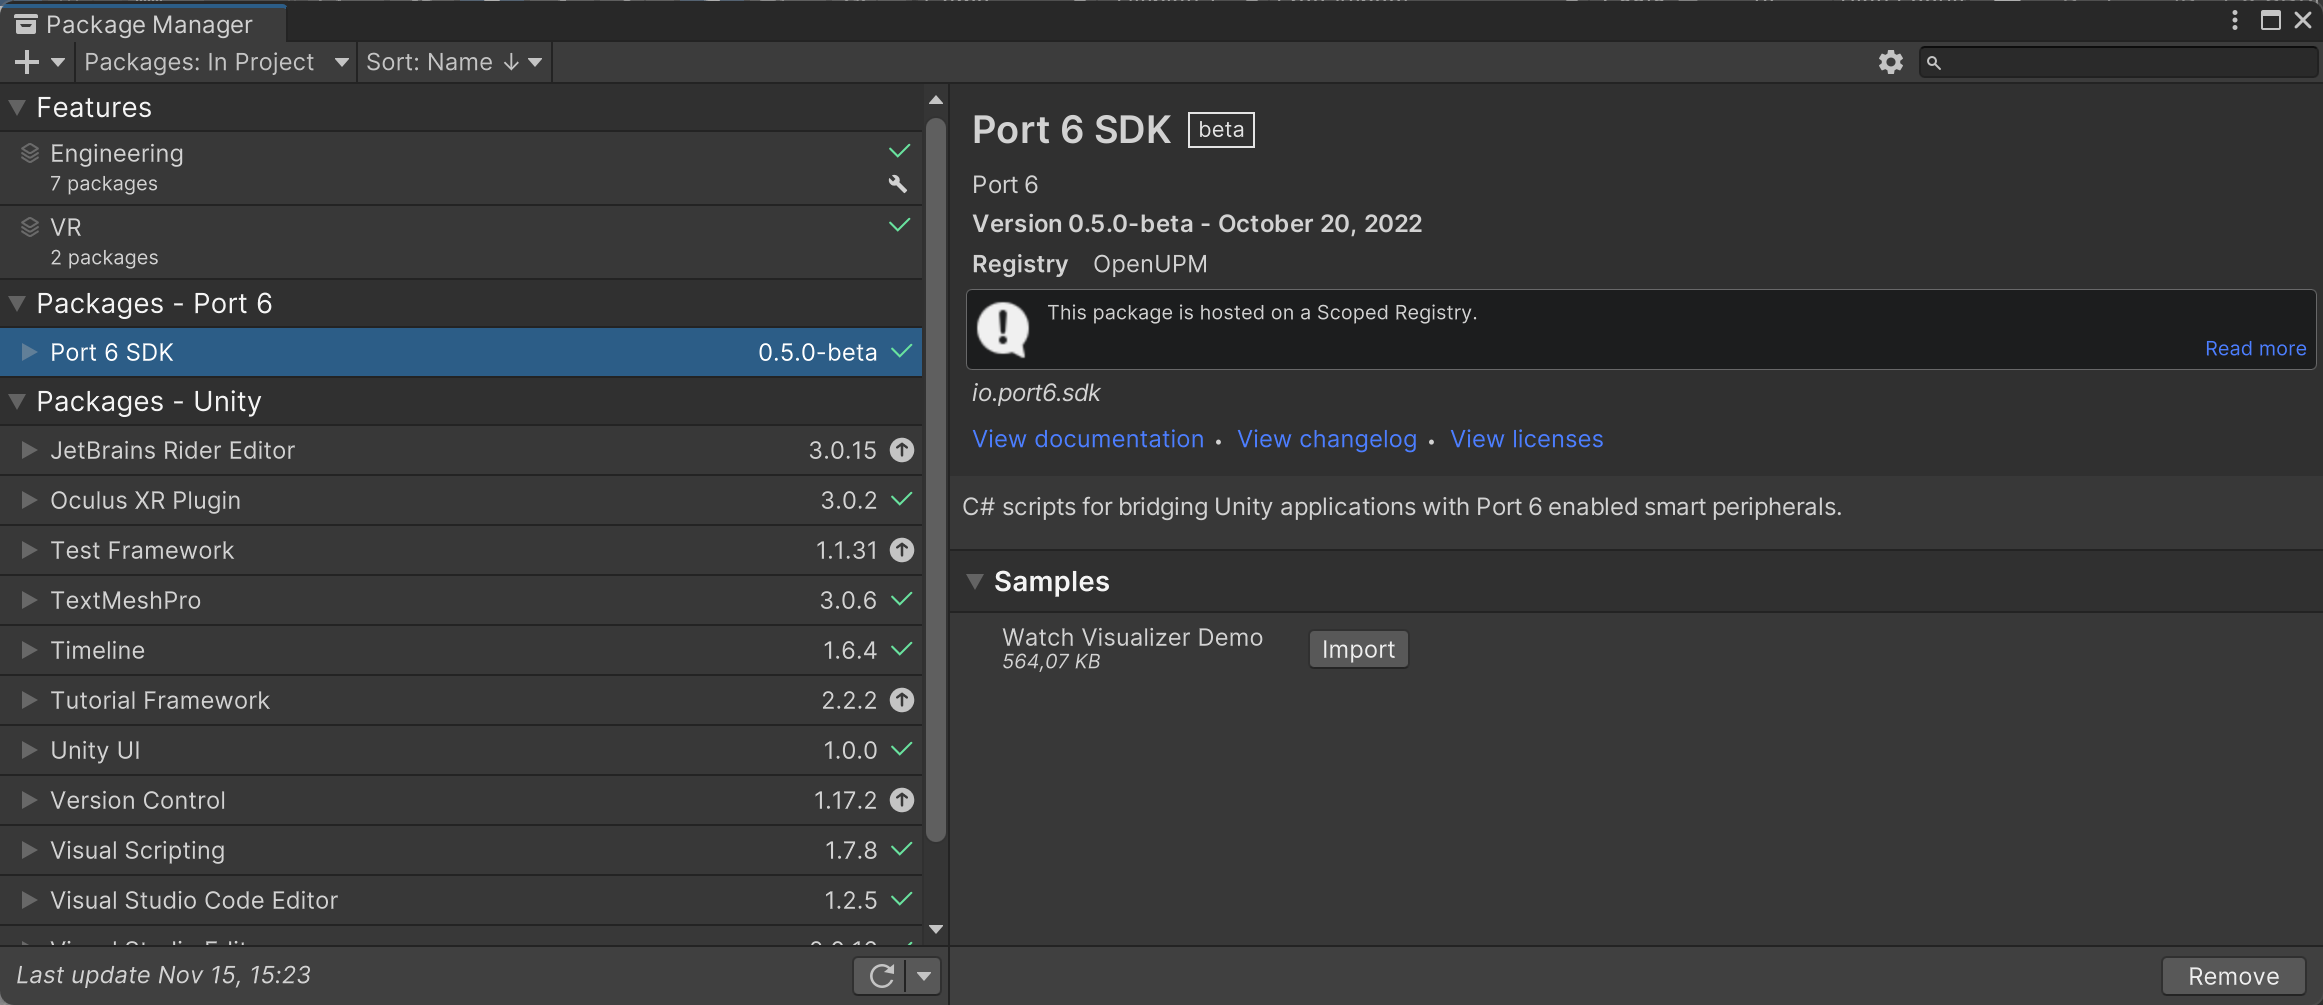 Package Manager
Packages: In Project
Sort: Name ↓
Features
Engineering
7 packages
VR
2 packages
Packages - Port 6
Port 6 SDK 0.5.0-beta
Packages - Unity
JetBrains Rider Editor 3.0.15
Oculus XR Plugin 3.0.2
Test Framework 1.1.31
TextMeshPro 3.0.6
Timeline 1.6.4
Tutorial Framework 2.2.2
Unity UI 1.0.0
Version Control 1.17.2
Visual Scripting 1.7.8
Visual Studio Code Editor 1.2.5
Last update Nov 15, 15:23
Port 6 SDK beta
Port 6
Version 0.5.0-beta - October 20, 2022
Registry OpenUPM
This package is hosted on a Scoped Registry.
Read more
io.port6.sdk
View documentation • View changelog • View licenses
C# scripts for bridging Unity applications with Port 6 enabled smart peripherals.
Samples
Watch Visualizer Demo
564,07 KB
Import
Remove